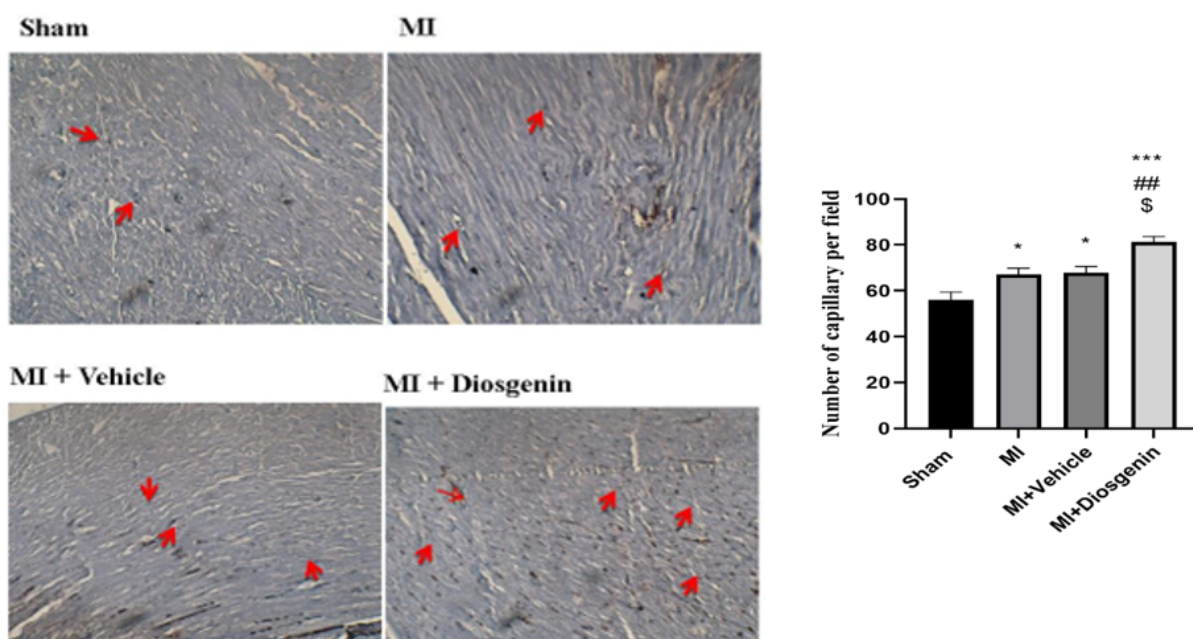 Sham
MI
MI + Vehicle
MI + Diosgenin
***
##
$
*
*
Number of capillary per field
100
80
60
40
20
0
Sham
MI
MI+Vehicle
MI+Diosgenin